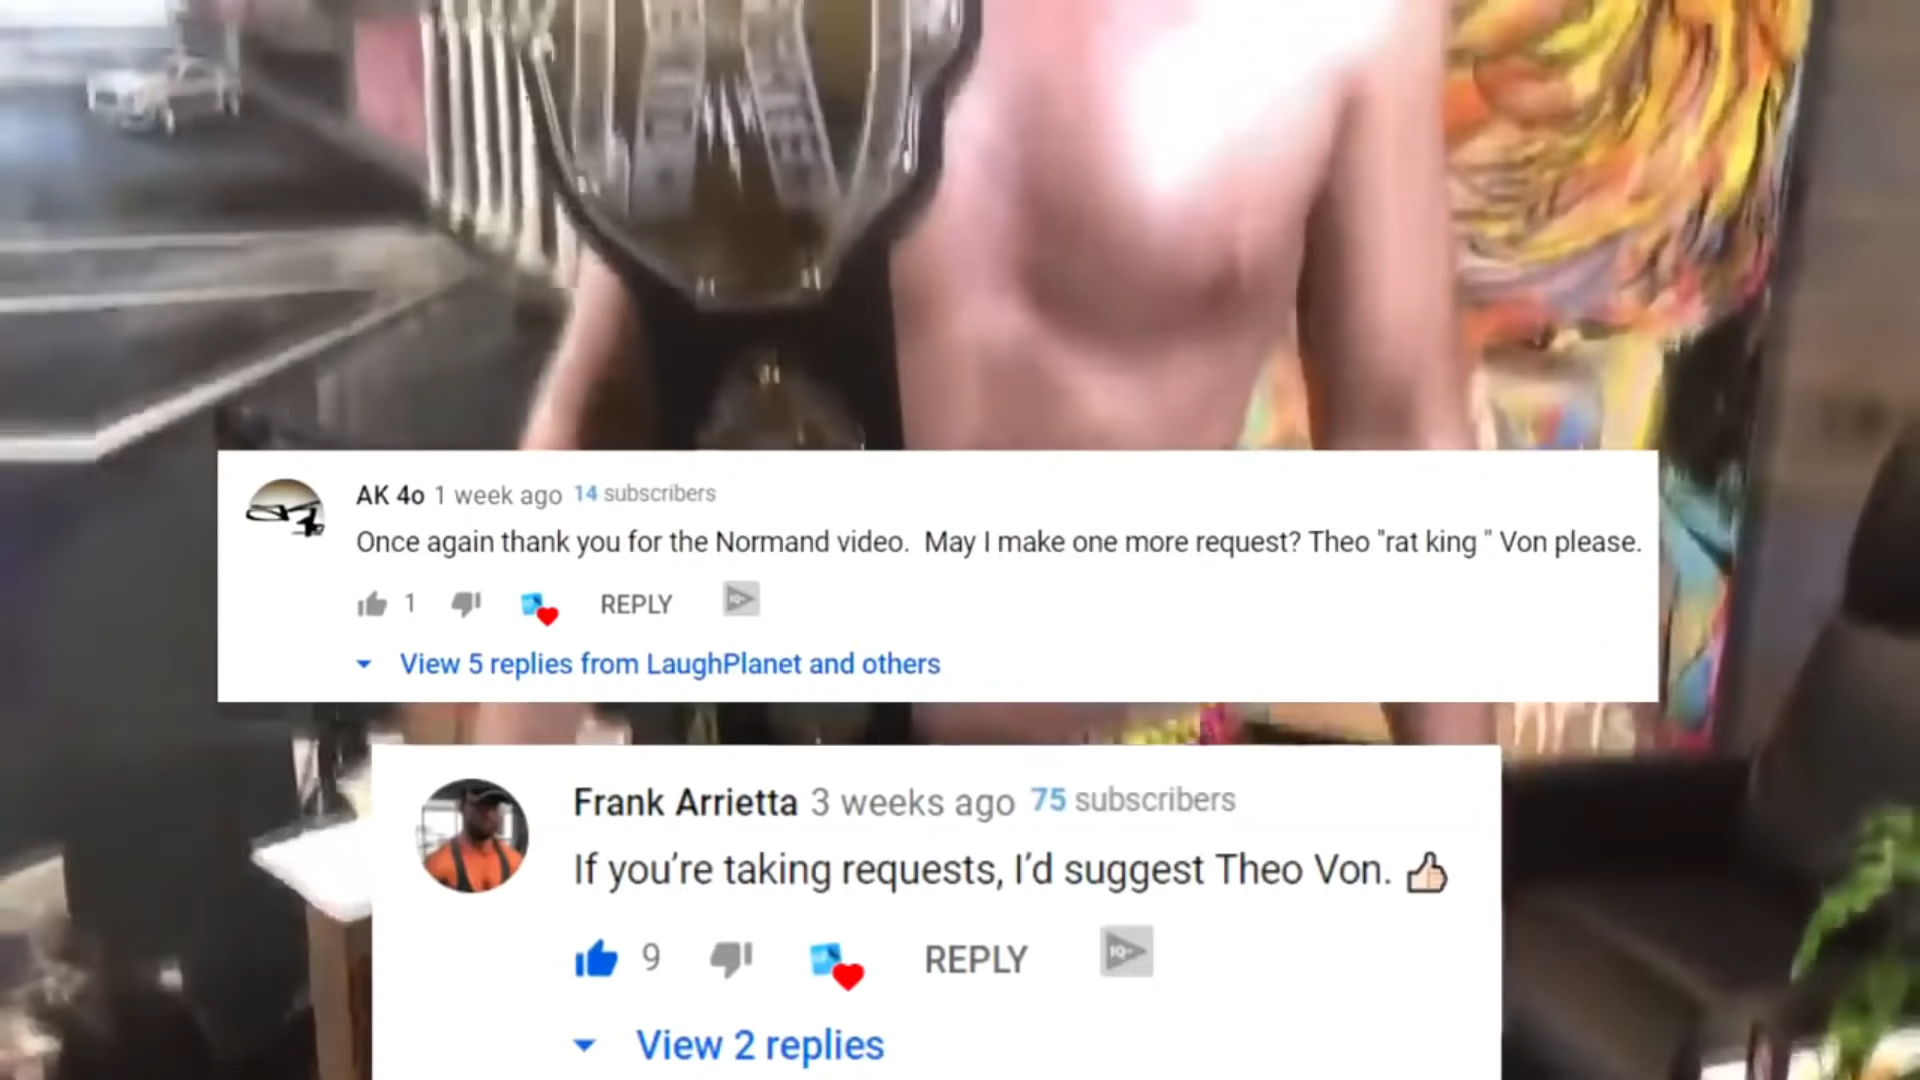 AK 4o 1 week ago 14 subscribers
Once again thank you for the Normand video. May I make one more request? Theo "rat king " Von please.
1 REPLY IQ
View 5 replies from LaughPlanet and others
Frank Arrietta 3 weeks ago 75 subscribers
If you’re taking requests, I’d suggest Theo Von. 👍🏻
9 REPLY IQ
View 2 replies